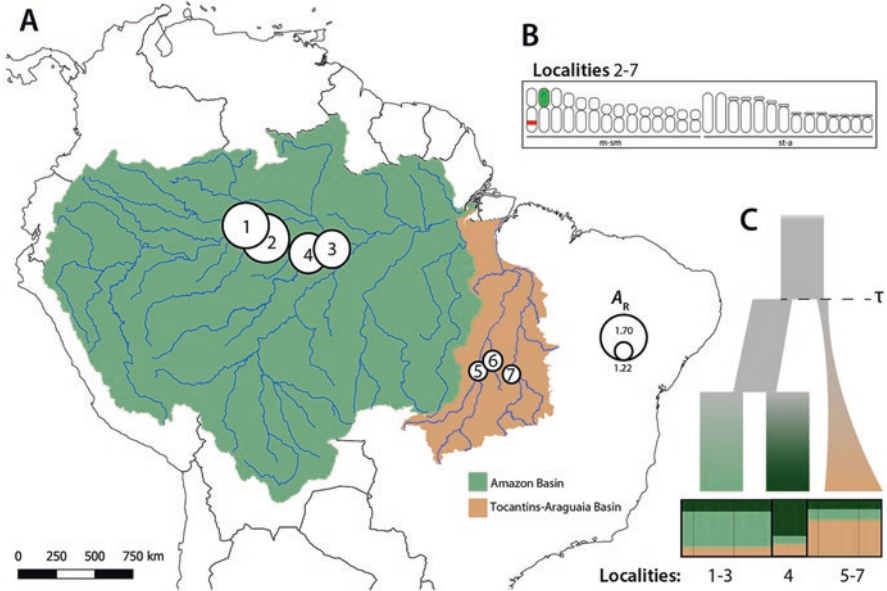 A
B
Localities 2-7
m-sm
st-a
C
τ
1
2
4
3
A_R
1.70
1.22
5
6
7
Amazon Basin
Tocantins-Araguaia Basin
0 250 500 750 km
Localities: 1-3 4 5-7